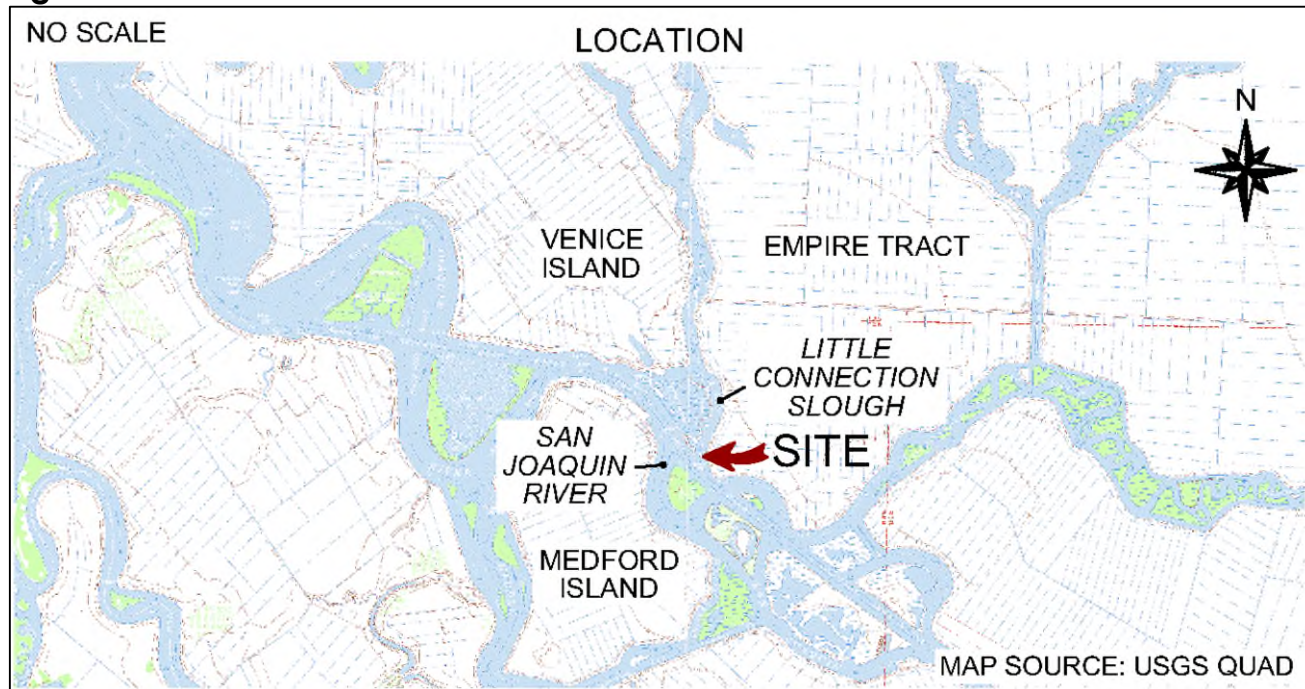 NO SCALE
LOCATION
N
VENICE
ISLAND
EMPIRE TRACT
LITTLE
CONNECTION
SLOUGH
SAN
JOAQUIN
RIVER
SITE
MEDFORD
ISLAND
MAP SOURCE: USGS QUAD